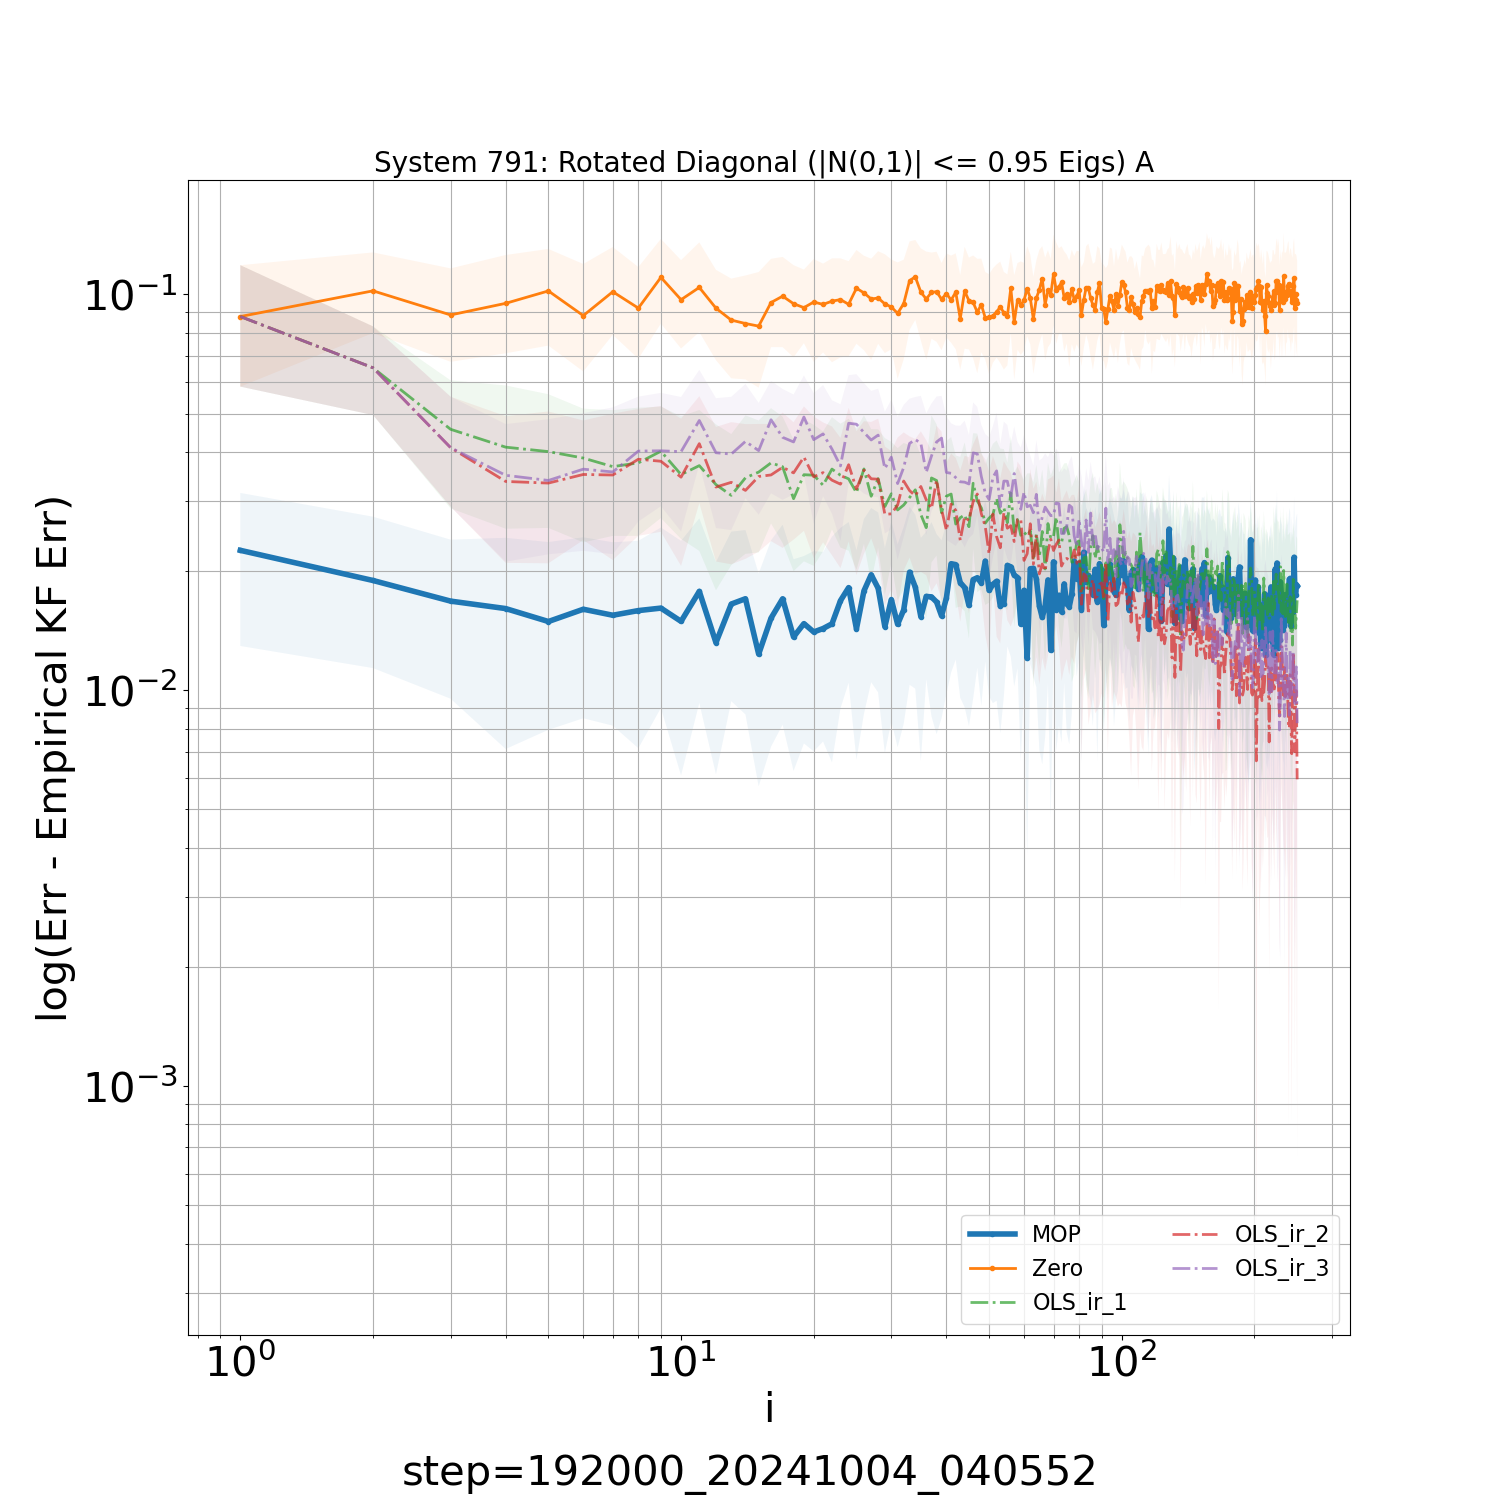 System 791: Rotated Diagonal (|N(0,1)| <= 0.95 Eigs) A
log(Err - Empirical KF Err)
10⁻¹
10⁻²
10⁻³
MOP
Zero
OLS_ir_1
OLS_ir_2
OLS_ir_3
10⁰ 10¹ 10²
i
step=192000_20241004_040552